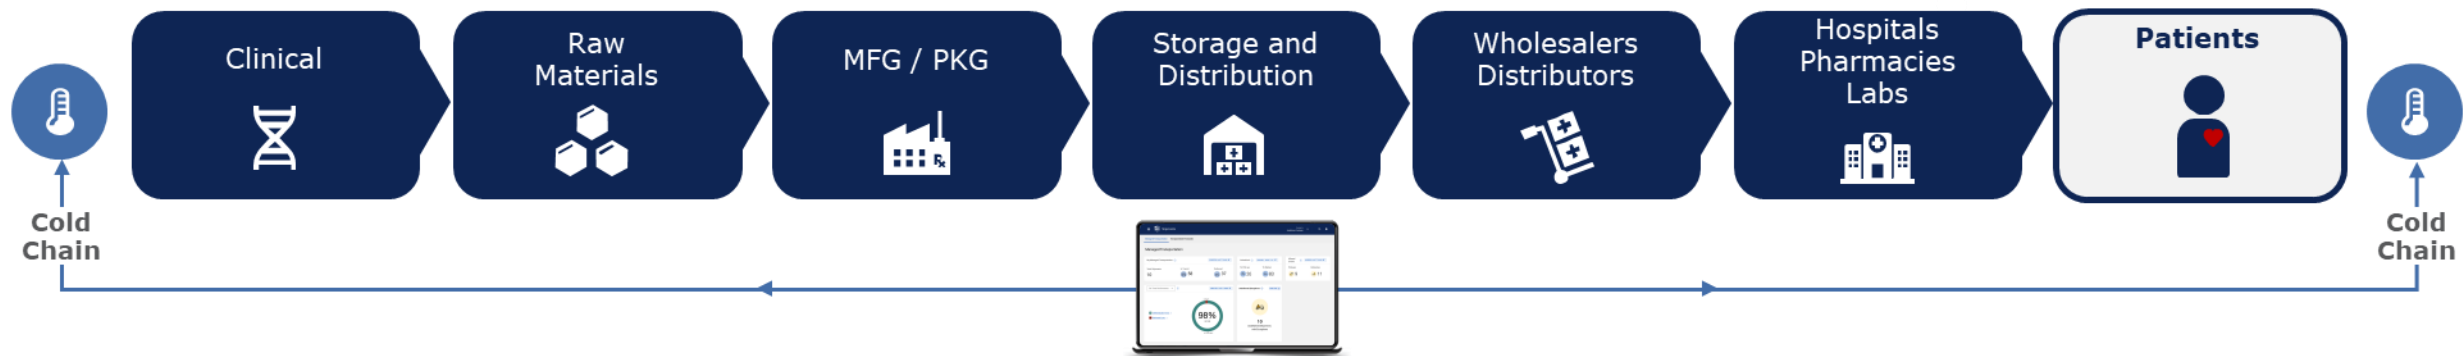 Clinical
Raw
Materials
MFG / PKG
Storage and
Distribution
Wholesalers
Distributors
Hospitals
Pharmacies
Labs
Patients
Rx
Cold
Chain
Cold
Chain
98%